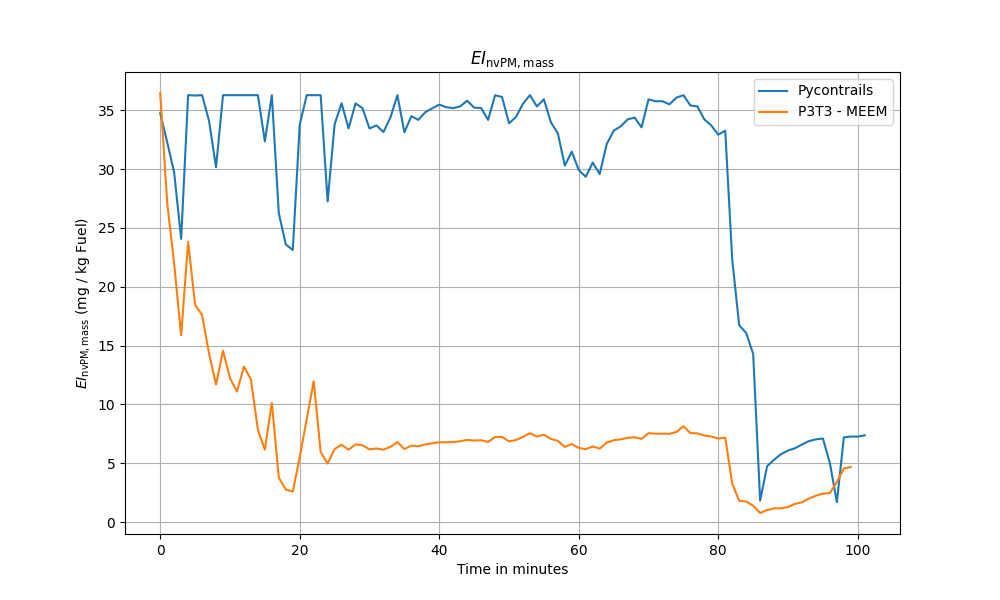 EI_nvPM, mass
Pycontrails
P3T3 - MEEM
EI_nvPM, mass (mg / kg Fuel)
35
30
25
20
15
10
5
0
0 20 40 60 80 100
Time in minutes